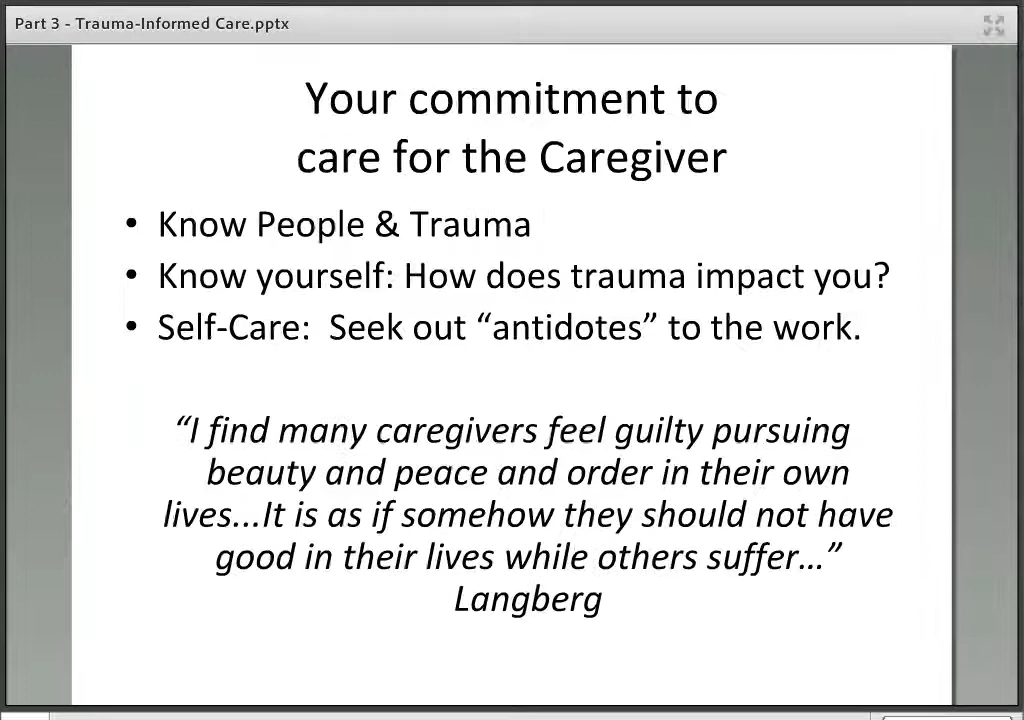 Part 3 - Trauma-Informed Care.pptx
Your commitment to
care for the Caregiver
• Know People & Trauma
• Know yourself: How does trauma impact you?
• Self-Care:  Seek out “antidotes” to the work.
“I find many caregivers feel guilty pursuing
beauty and peace and order in their own
lives...It is as if somehow they should not have
good in their lives while others suffer…”
Langberg